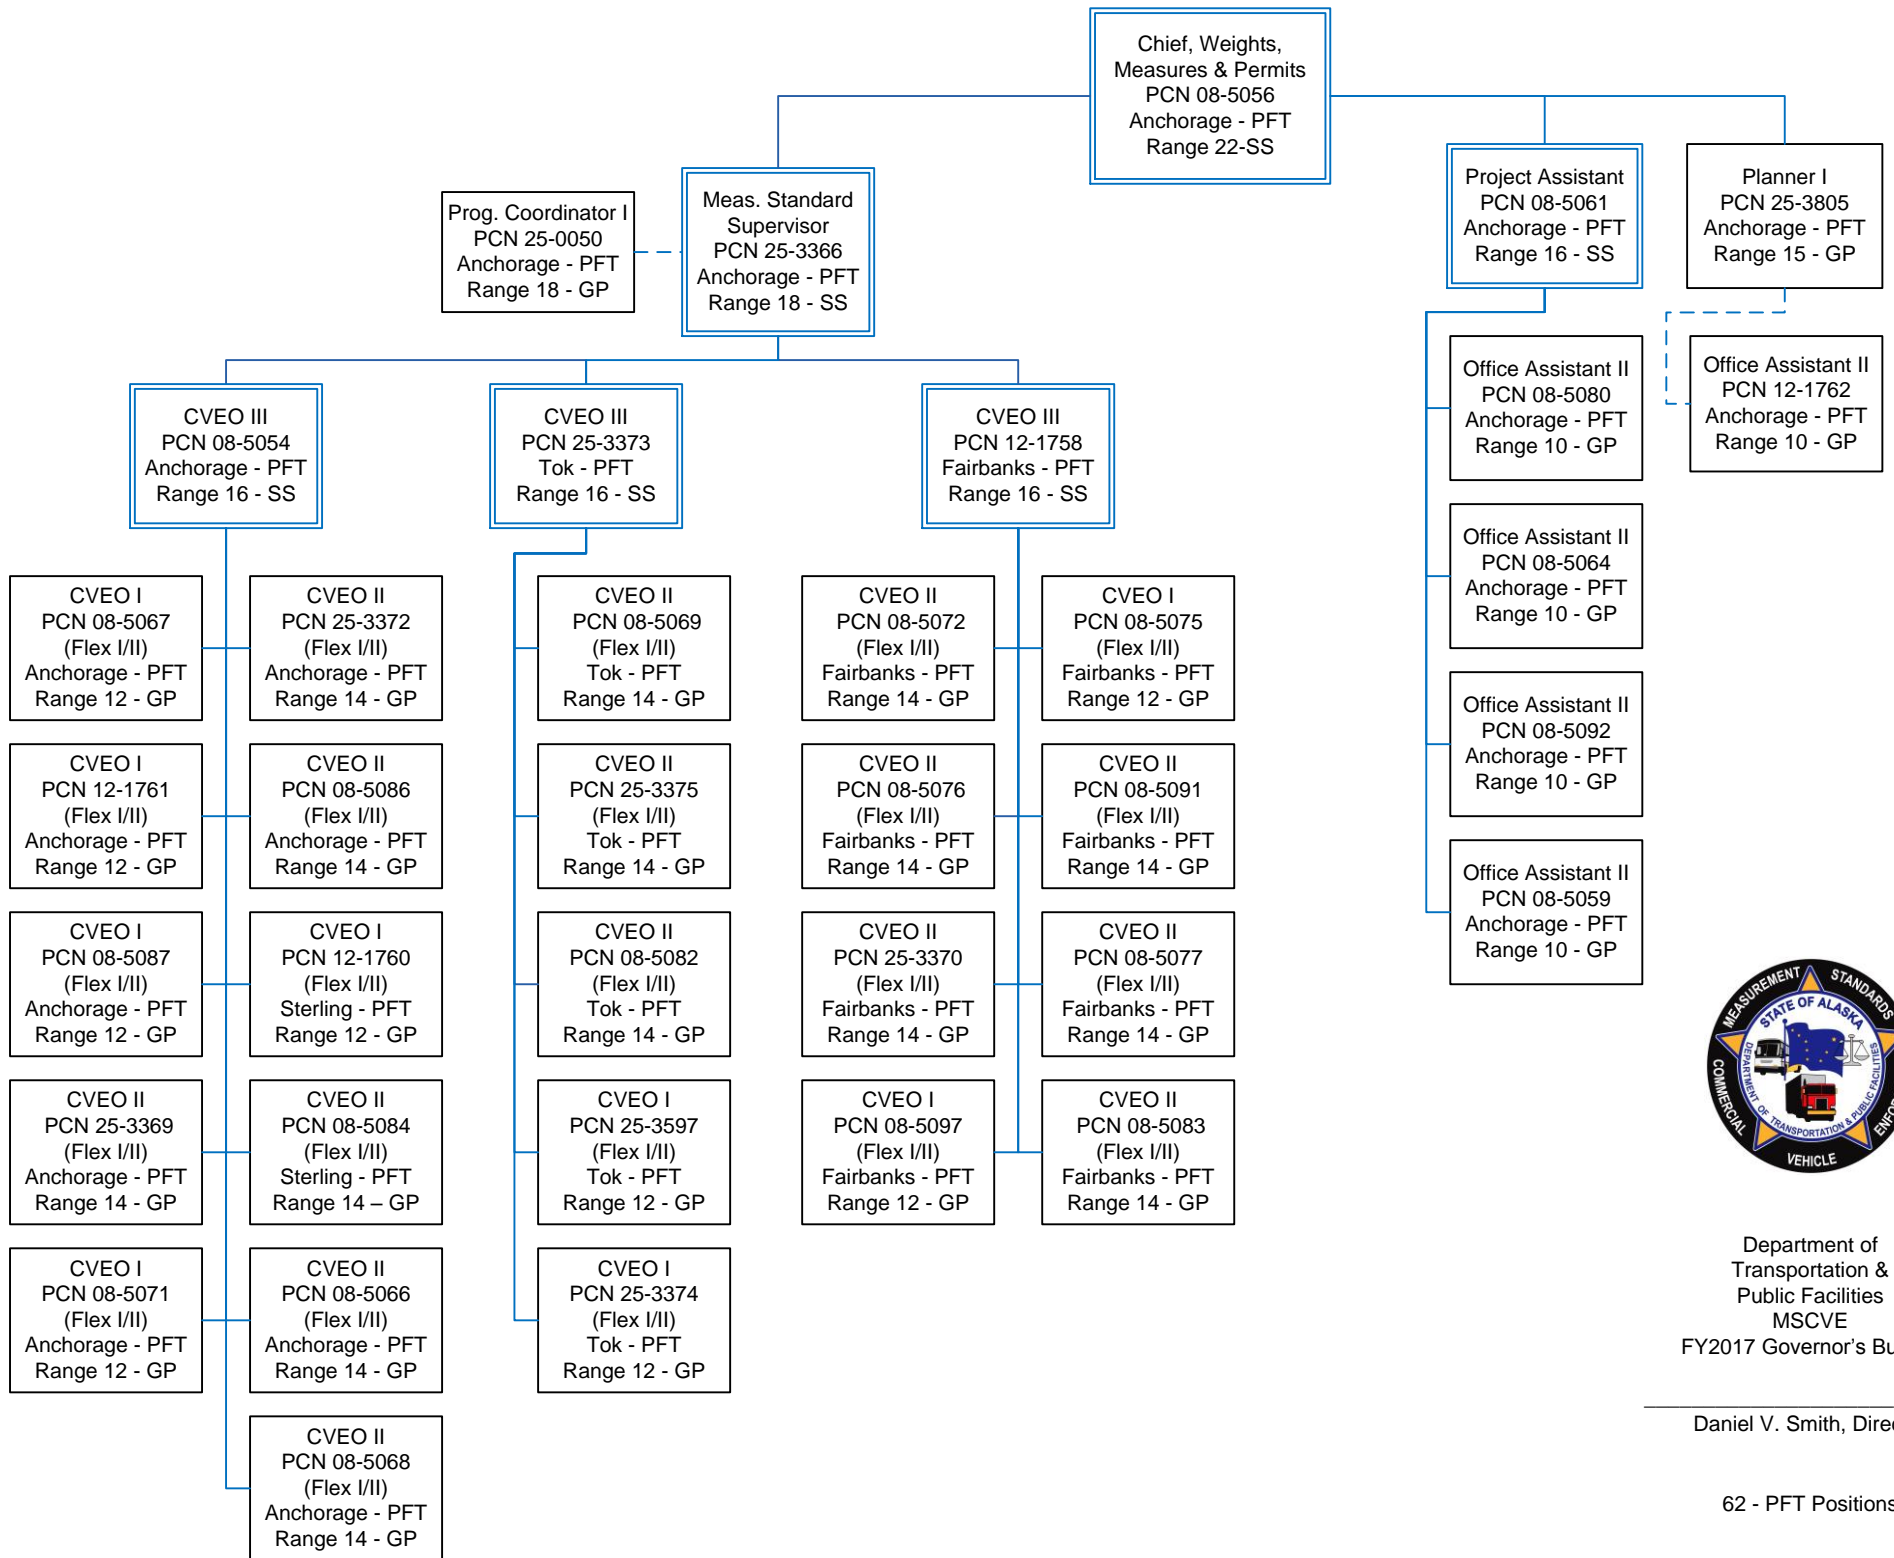 Chief, Weights,
Measures & Permits
PCN 08-5056
Anchorage - PFT
Range 22-SS
Prog. Coordinator I
PCN 25-0050
Anchorage - PFT
Range 18 - GP
Meas. Standard
Supervisor
PCN 25-3366
Anchorage - PFT
Range 18 - SS
Project Assistant
PCN 08-5061
Anchorage - PFT
Range 16 - SS
Planner I
PCN 25-3805
Anchorage - PFT
Range 15 - GP
Office Assistant II
PCN 08-5080
Anchorage - PFT
Range 10 - GP
Office Assistant II
PCN 12-1762
Anchorage - PFT
Range 10 - GP
Office Assistant II
PCN 08-5064
Anchorage - PFT
Range 10 - GP
Office Assistant II
PCN 08-5092
Anchorage - PFT
Range 10 - GP
Office Assistant II
PCN 08-5059
Anchorage - PFT
Range 10 - GP
CVEO III
PCN 08-5054
Anchorage - PFT
Range 16 - SS
CVEO III
PCN 25-3373
Tok - PFT
Range 16 - SS
CVEO III
PCN 12-1758
Fairbanks - PFT
Range 16 - SS
CVEO I
PCN 08-5067
(Flex I/II)
Anchorage - PFT
Range 12 - GP
CVEO II
PCN 25-3372
(Flex I/II)
Anchorage - PFT
Range 14 - GP
CVEO II
PCN 08-5069
(Flex I/II)
Tok - PFT
Range 14 - GP
CVEO II
PCN 08-5072
(Flex I/II)
Fairbanks - PFT
Range 14 - GP
CVEO I
PCN 08-5075
(Flex I/II)
Fairbanks - PFT
Range 12 - GP
CVEO I
PCN 12-1761
(Flex I/II)
Anchorage - PFT
Range 12 - GP
CVEO II
PCN 08-5086
(Flex I/II)
Anchorage - PFT
Range 14 - GP
CVEO II
PCN 25-3375
(Flex I/II)
Tok - PFT
Range 14 - GP
CVEO II
PCN 08-5076
(Flex I/II)
Fairbanks - PFT
Range 14 - GP
CVEO II
PCN 08-5091
(Flex I/II)
Fairbanks - PFT
Range 14 - GP
CVEO I
PCN 08-5087
(Flex I/II)
Anchorage - PFT
Range 12 - GP
CVEO I
PCN 12-1760
(Flex I/II)
Sterling - PFT
Range 12 - GP
CVEO II
PCN 08-5082
(Flex I/II)
Tok - PFT
Range 14 - GP
CVEO II
PCN 25-3370
(Flex I/II)
Fairbanks - PFT
Range 14 - GP
CVEO II
PCN 08-5077
(Flex I/II)
Fairbanks - PFT
Range 14 - GP
CVEO II
PCN 25-3369
(Flex I/II)
Anchorage - PFT
Range 14 - GP
CVEO II
PCN 08-5084
(Flex I/II)
Sterling - PFT
Range 14 – GP
CVEO I
PCN 25-3597
(Flex I/II)
Tok - PFT
Range 12 - GP
CVEO I
PCN 08-5097
(Flex I/II)
Fairbanks - PFT
Range 12 - GP
CVEO II
PCN 08-5083
(Flex I/II)
Fairbanks - PFT
Range 14 - GP
CVEO I
PCN 08-5071
(Flex I/II)
Anchorage - PFT
Range 12 - GP
CVEO II
PCN 08-5066
(Flex I/II)
Anchorage - PFT
Range 14 - GP
CVEO I
PCN 25-3374
(Flex I/II)
Tok - PFT
Range 12 - GP
CVEO II
PCN 08-5068
(Flex I/II)
Anchorage - PFT
Range 14 - GP
MEASUREMENT STANDARDS
COMMERCIAL VEHICLE
STATE OF ALASKA
DEPARTMENT OF TRANSPORTATION & PUBLIC FACILITIES
Department of
Transportation &
Public Facilities
MSCVE
FY2017 Governor's Bu
Daniel V. Smith, Direc
62 - PFT Positions